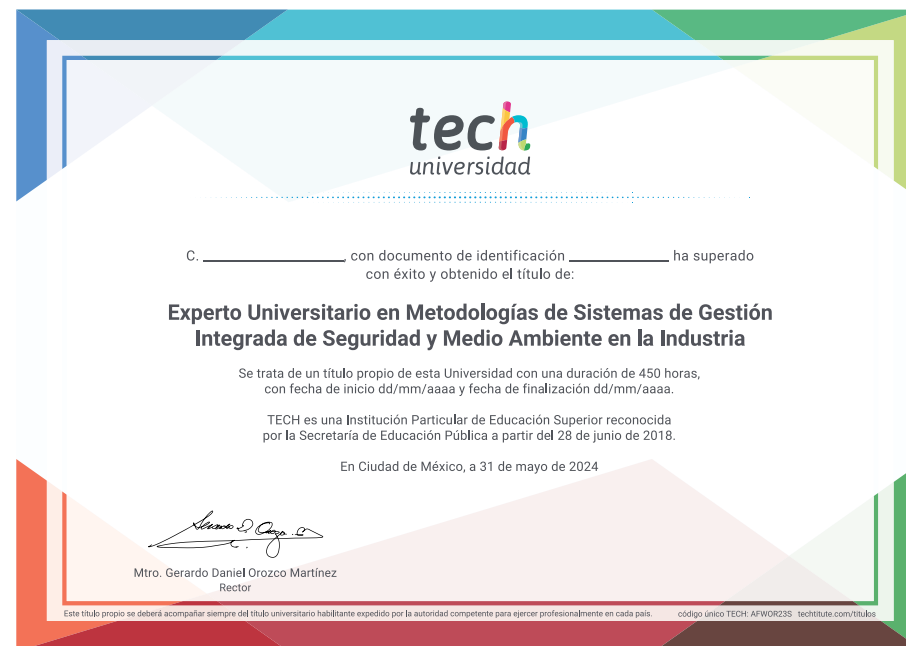 tech
universidad
C. ____________________, con documento de identificación ______________ ha superado
con éxito y obtenido el título de:
Experto Universitario en Metodologías de Sistemas de Gestión
Integrada de Seguridad y Medio Ambiente en la Industria
Se trata de un título propio de esta Universidad con una duración de 450 horas,
con fecha de inicio dd/mm/aaaa y fecha de finalización dd/mm/aaaa.
TECH es una Institución Particular de Educación Superior reconocida
por la Secretaría de Educación Pública a partir del 28 de junio de 2018.
En Ciudad de México, a 31 de mayo de 2024
Mtro. Gerardo Daniel Orozco Martínez
Rector
Este título propio se deberá acompañar siempre del título universitario habilitante expedido por la autoridad competente para ejercer profesionalmente en cada país. código único TECH: AFWOR23S techtitute.com/titulos